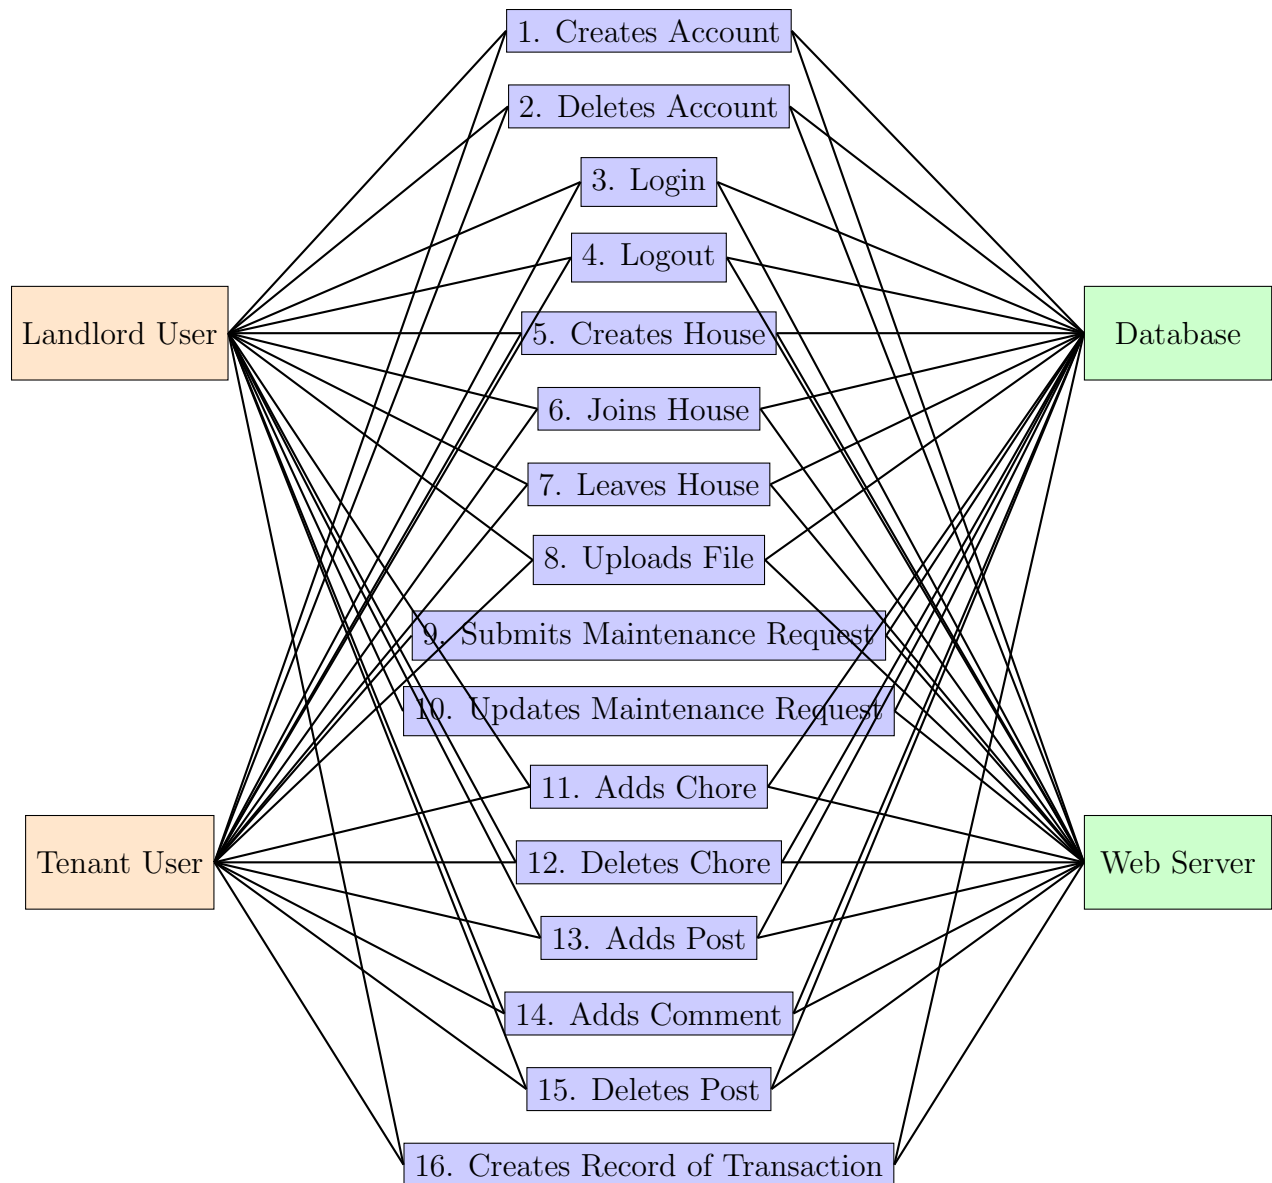 1. Creates Account
2. Deletes Account
3. Login
4. Logout
Landlord User
5. Creates House
Database
6. Joins House
7. Leaves House
8. Uploads File
9. Submits Maintenance Request
10. Updates Maintenance Request
11. Adds Chore
Tenant User
12. Deletes Chore
Web Server
13. Adds Post
14. Adds Comment
15. Deletes Post
16. Creates Record of Transaction